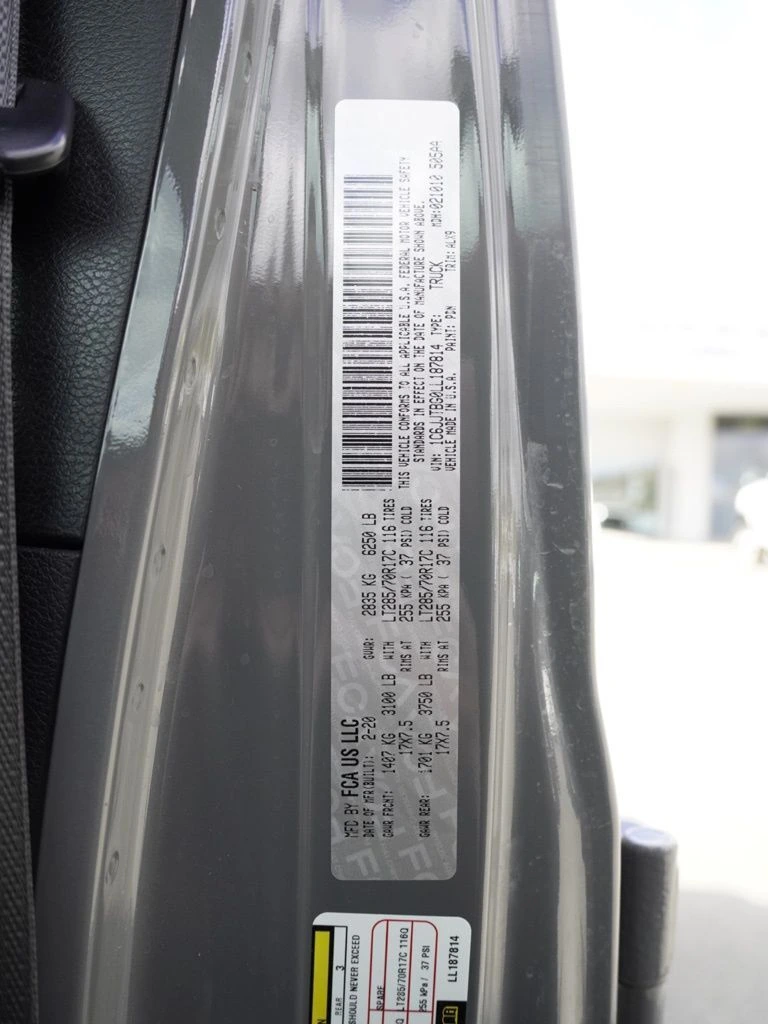 MFD BY FCA US LLC
DATE OF MFR(BUILT): 2-20 GVWR: 2835 KG 6250 LB
GAWR FRONT: 1407 KG 3100 LB WITH LT285/70R17C 116 TIRES
17X7.5 RIMS AT 255 KPA ( 37 PSI) COLD
GAWR REAR: 1701 KG 3750 LB WITH LT285/70R17C 116 TIRES
17X7.5 RIMS AT 255 KPA ( 37 PSI) COLD
THIS VEHICLE CONFORMS TO ALL APPLICABLE U.S.A. FEDERAL MOTOR VEHICLE SAFETY
STANDARDS IN EFFECT ON THE DATE OF MANUFACTURE SHOWN ABOVE.
VIN: 1C6JJTBG0LL187814 TYPE: TRUCK MDH:021010 505A4
VEHICLE MADE IN U.S.A. PAINT: PDN TRIM: ALX9
REAR 3
SHOULD NEVER EXCEED
SPARE
LT285/70R17C 116Q
255 kPa / 37 PSI
LL187814